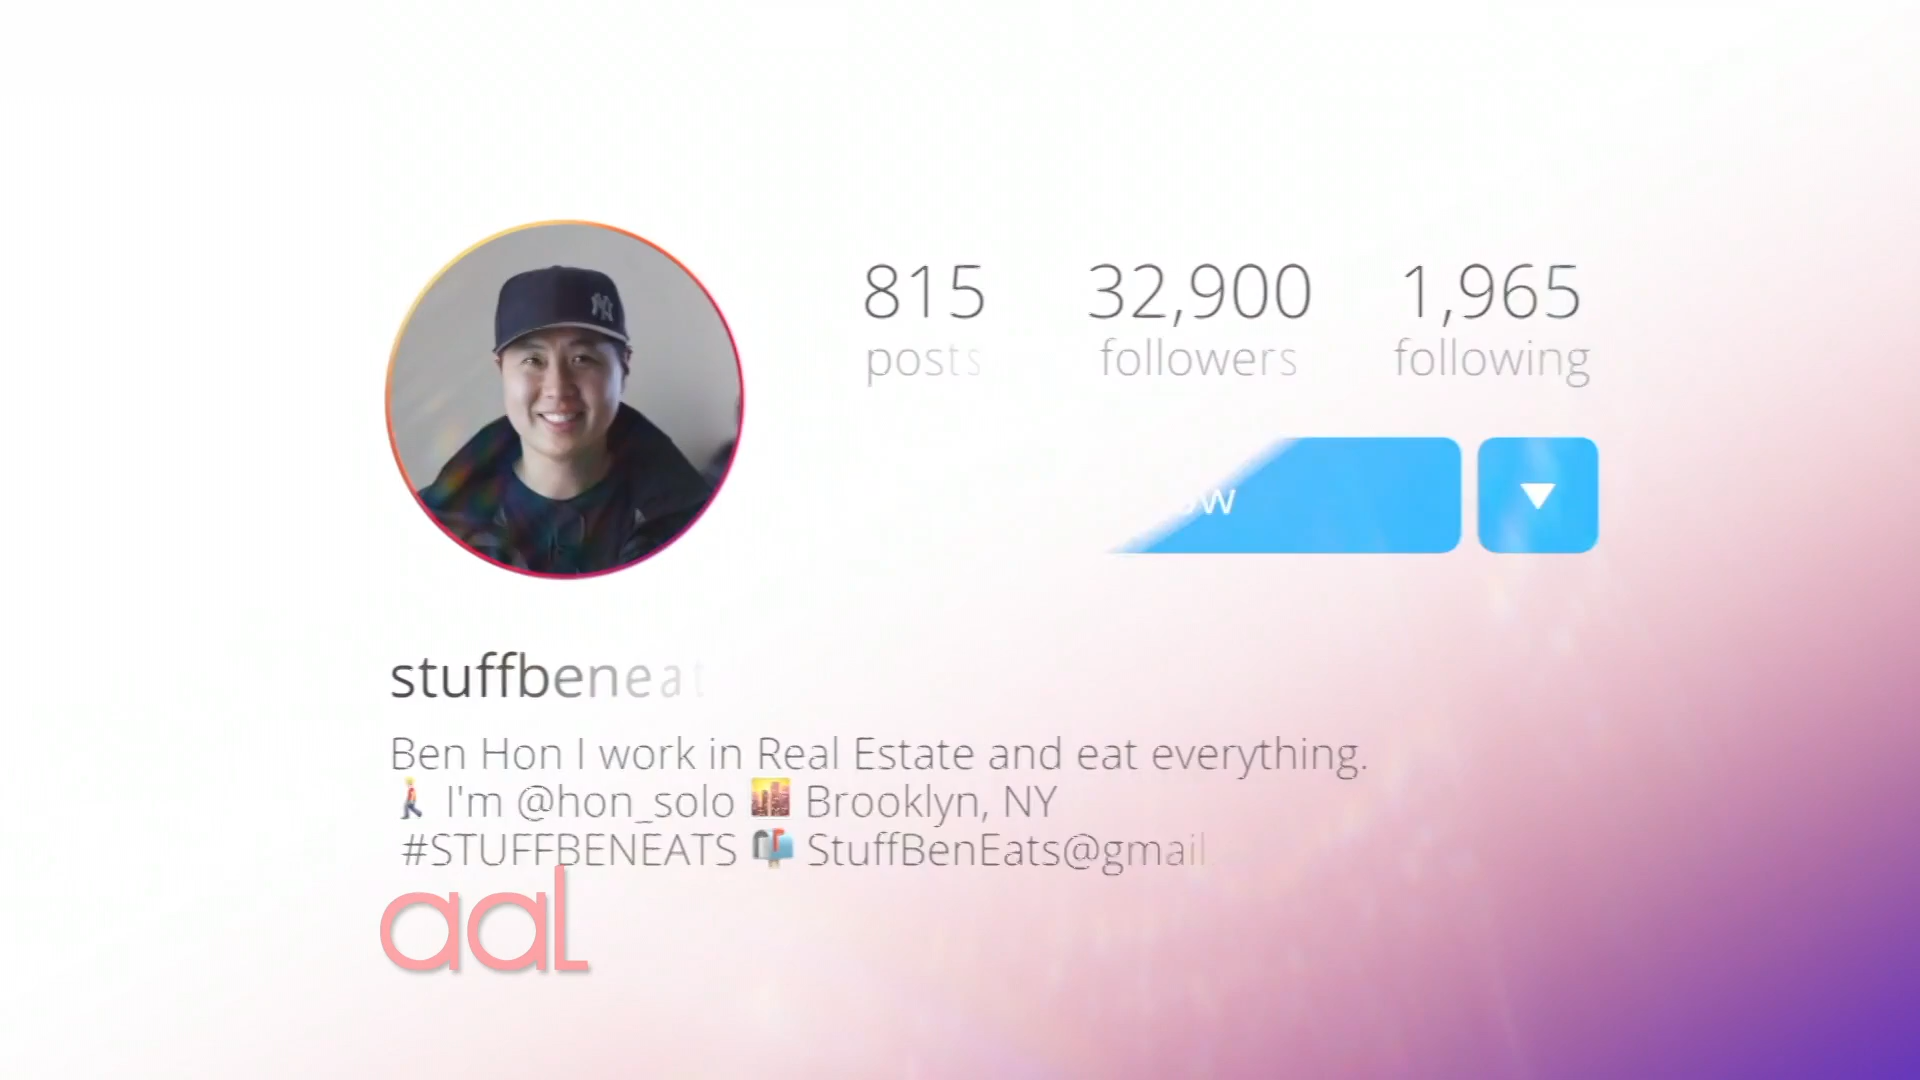 NY
815 32,900 1,965
posts followers following
stuffbeneat
Ben Hon I work in Real Estate and eat everything.
I'm @hon_solo Brooklyn, NY
#STUFFBENEATS StuffBenEats@gmail
aal